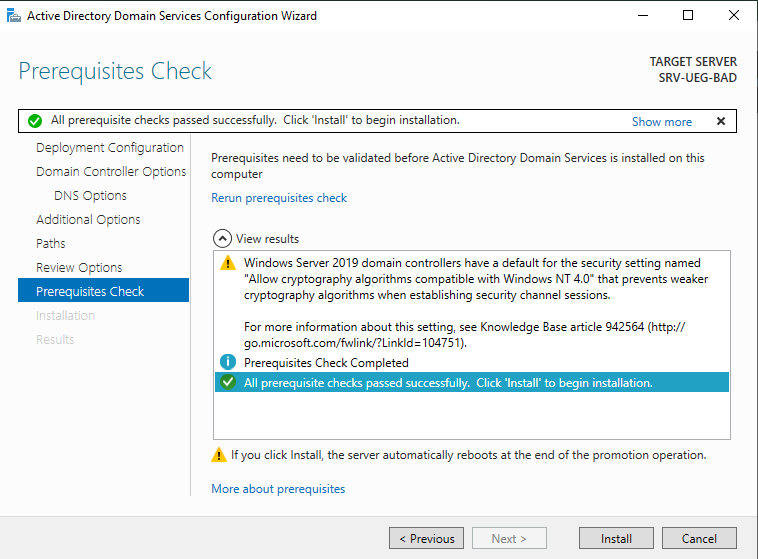 Active Directory Domain Services Configuration Wizard
Prerequisites Check
TARGET SERVER
SRV-UEG-BAD
All prerequisite checks passed successfully. Click 'Install' to begin installation.
Show more
Deployment Configuration
Domain Controller Options
DNS Options
Additional Options
Paths
Review Options
Prerequisites Check
Installation
Results
Prerequisites need to be validated before Active Directory Domain Services is installed on this
computer
Rerun prerequisites check
View results
Windows Server 2019 domain controllers have a default for the security setting named
"Allow cryptography algorithms compatible with Windows NT 4.0" that prevents weaker
cryptography algorithms when establishing security channel sessions.
For more information about this setting, see Knowledge Base article 942564 (http://
go.microsoft.com/fwlink/?LinkId=104751).
Prerequisites Check Completed
All prerequisite checks passed successfully. Click 'Install' to begin installation.
If you click Install, the server automatically reboots at the end of the promotion operation.
More about prerequisites
< Previous
Next >
Install
Cancel